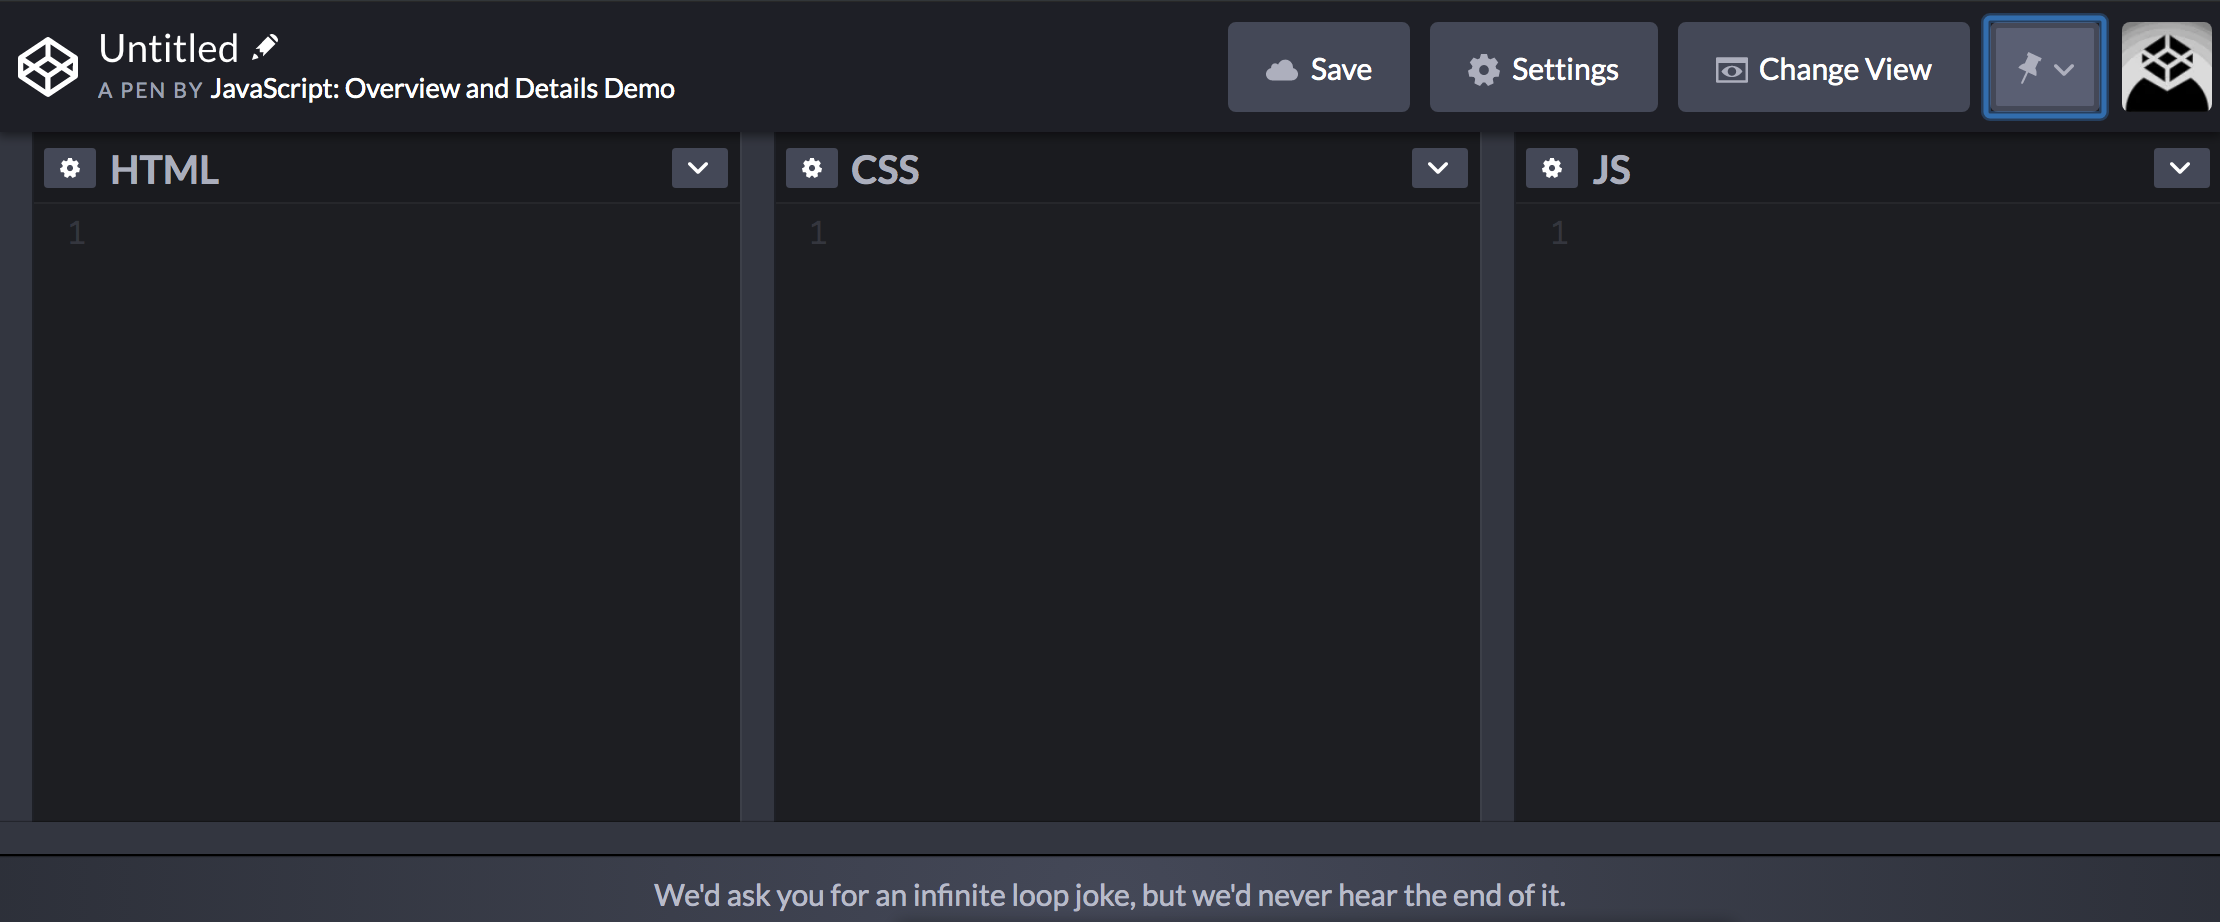 Untitled
A PEN BY JavaScript: Overview and Details Demo
Save
Settings
Change View
HTML
CSS
JS
1
1
1
We'd ask you for an infinite loop joke, but we'd never hear the end of it.